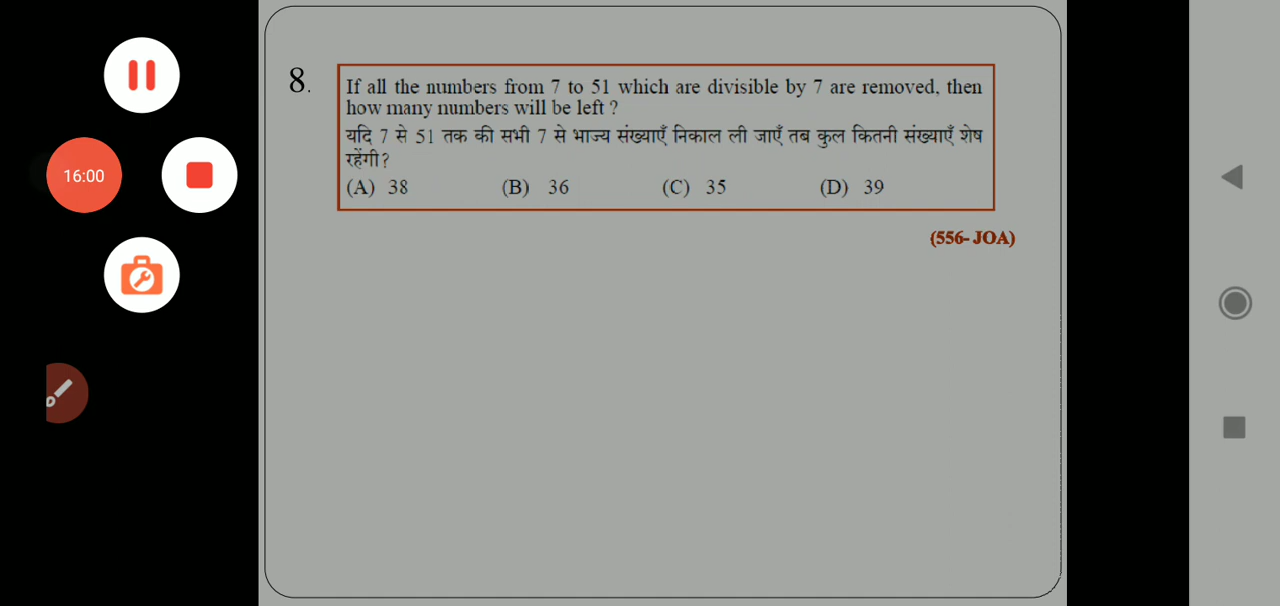 16:00
8.
If all the numbers from 7 to 51 which are divisible by 7 are removed, then
how many numbers will be left ?
यदि 7 से 51 तक की सभी 7 से भाज्य संख्याएँ निकाल ली जाएँ तब कुल कितनी संख्याएँ शेष
रहेंगी?
(A) 38 (B) 36 (C) 35 (D) 39
(556- JOA)